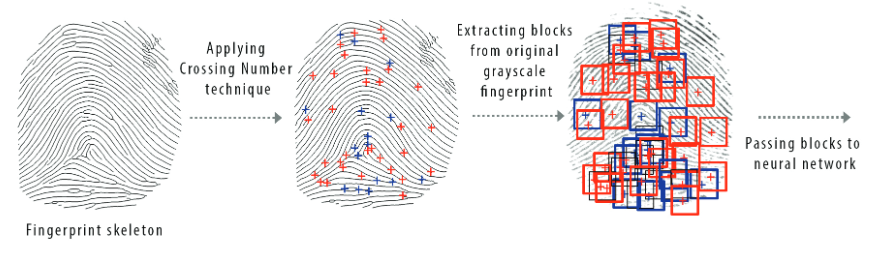 Applying
Crossing Number
technique
Extracting blocks
from original
grayscale
fingerprint
Passing blocks to
neural network
Fingerprint skeleton